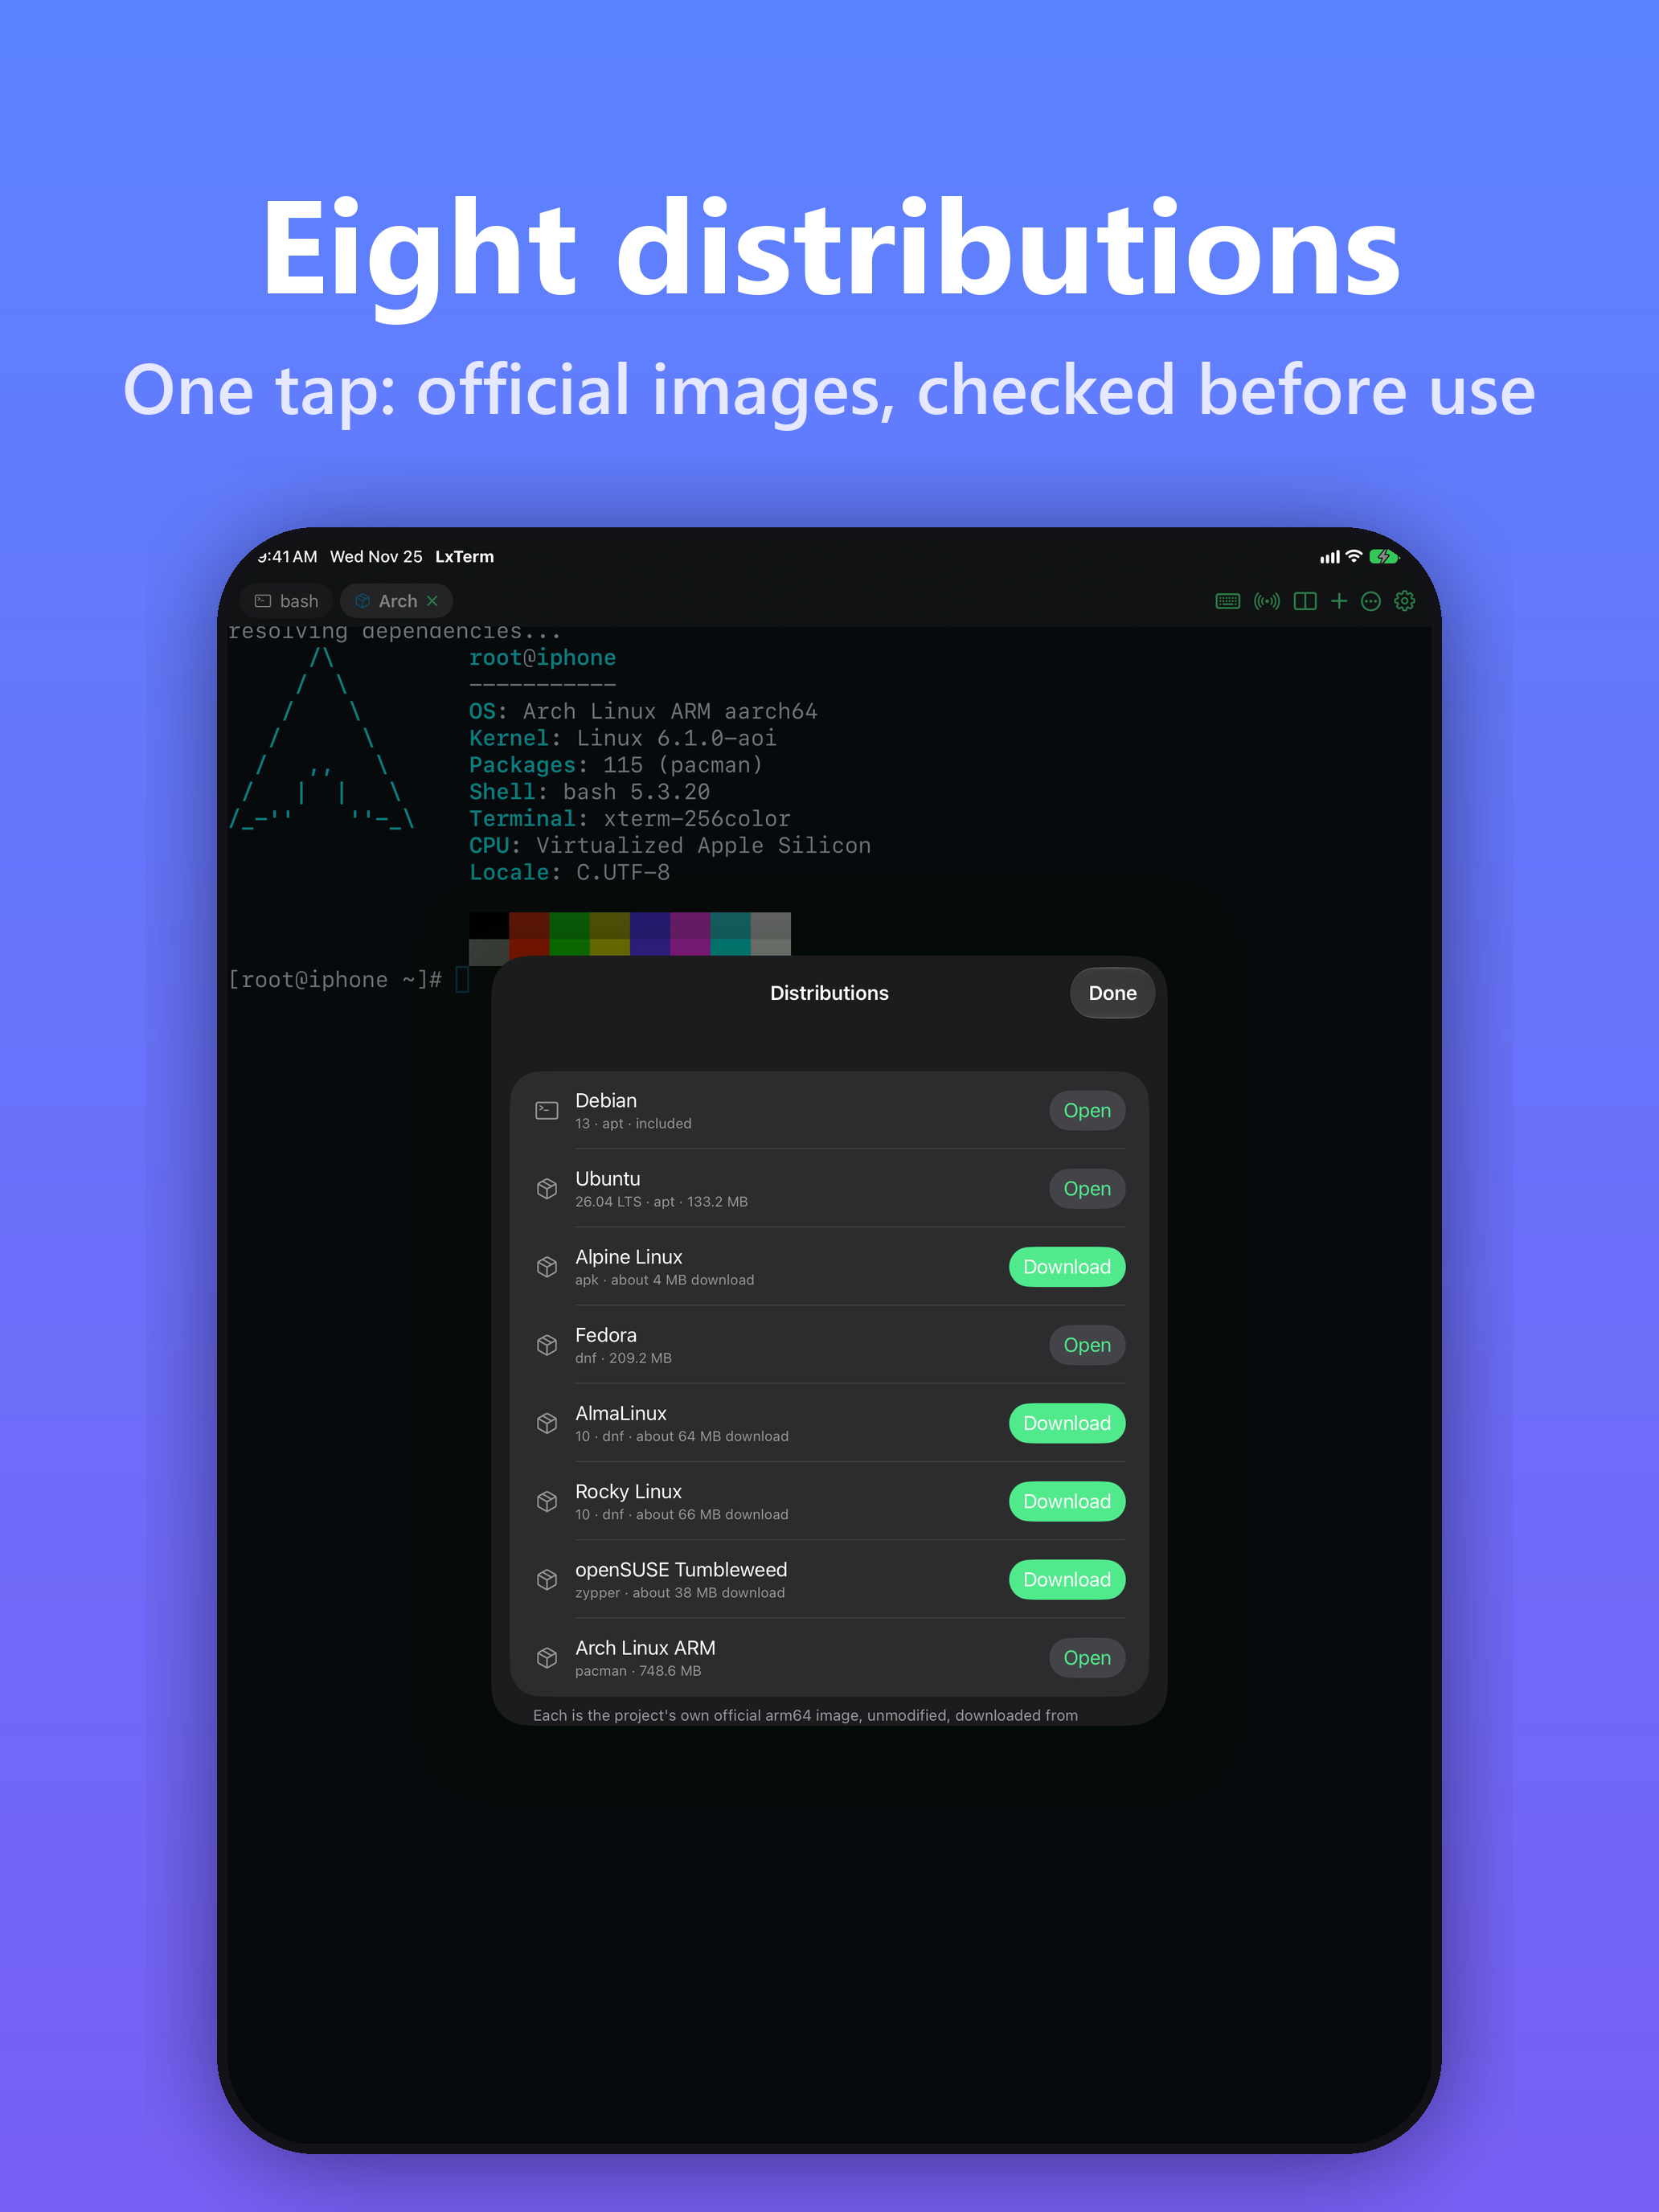 Eight distributions
One tap: official images, checked before use
9:41 AM Wed Nov 25 LxTerm
bash Arch ×
resolving dependencies...
root@iphone
-----------
OS: Arch Linux ARM aarch64
Kernel: Linux 6.1.0-aoi
Packages: 115 (pacman)
Shell: bash 5.3.20
Terminal: xterm-256color
CPU: Virtualized Apple Silicon
Locale: C.UTF-8
[root@iphone ~]#
Distributions
Done
Debian
13 · apt · included
Open
Ubuntu
26.04 LTS · apt · 133.2 MB
Open
Alpine Linux
apk · about 4 MB download
Download
Fedora
dnf · 209.2 MB
Open
AlmaLinux
10 · dnf · about 64 MB download
Download
Rocky Linux
10 · dnf · about 66 MB download
Download
openSUSE Tumbleweed
zypper · about 38 MB download
Download
Arch Linux ARM
pacman · 748.6 MB
Open
Each is the project's own official arm64 image, unmodified, downloaded from